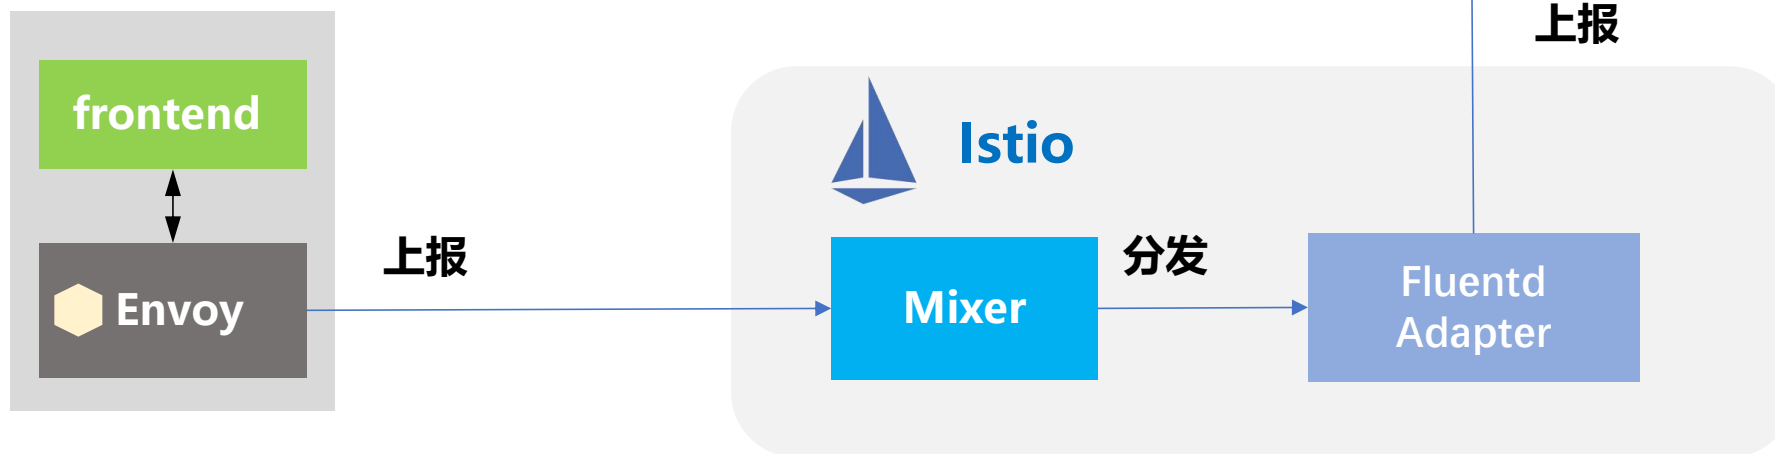 上报
frontend
Istio
上报
分发
Envoy
Mixer
Fluentd
Adapter